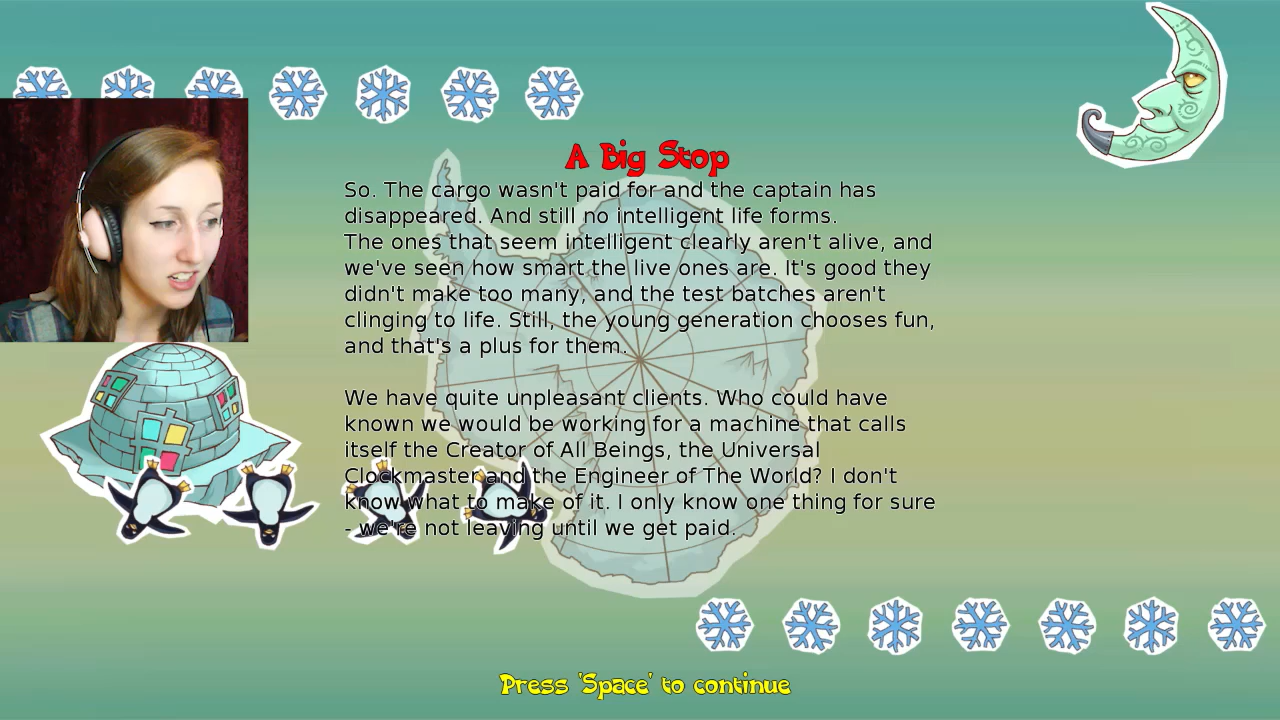 A Big Stop
So. The cargo wasn't paid for and the captain has
disappeared. And still no intelligent life forms.
The ones that seem intelligent clearly aren't alive, and
we've seen how smart the live ones are. It's good they
didn't make too many, and the test batches aren't
clinging to life. Still, the young generation chooses fun,
and that's a plus for them.
We have quite unpleasant clients. Who could have
known we would be working for a machine that calls
itself the Creator of All Beings, the Universal
Clockmaster and the Engineer of The World? I don't
know what to make of it. I only know one thing for sure
- we're not leaving until we get paid.
Press 'Space' to continue